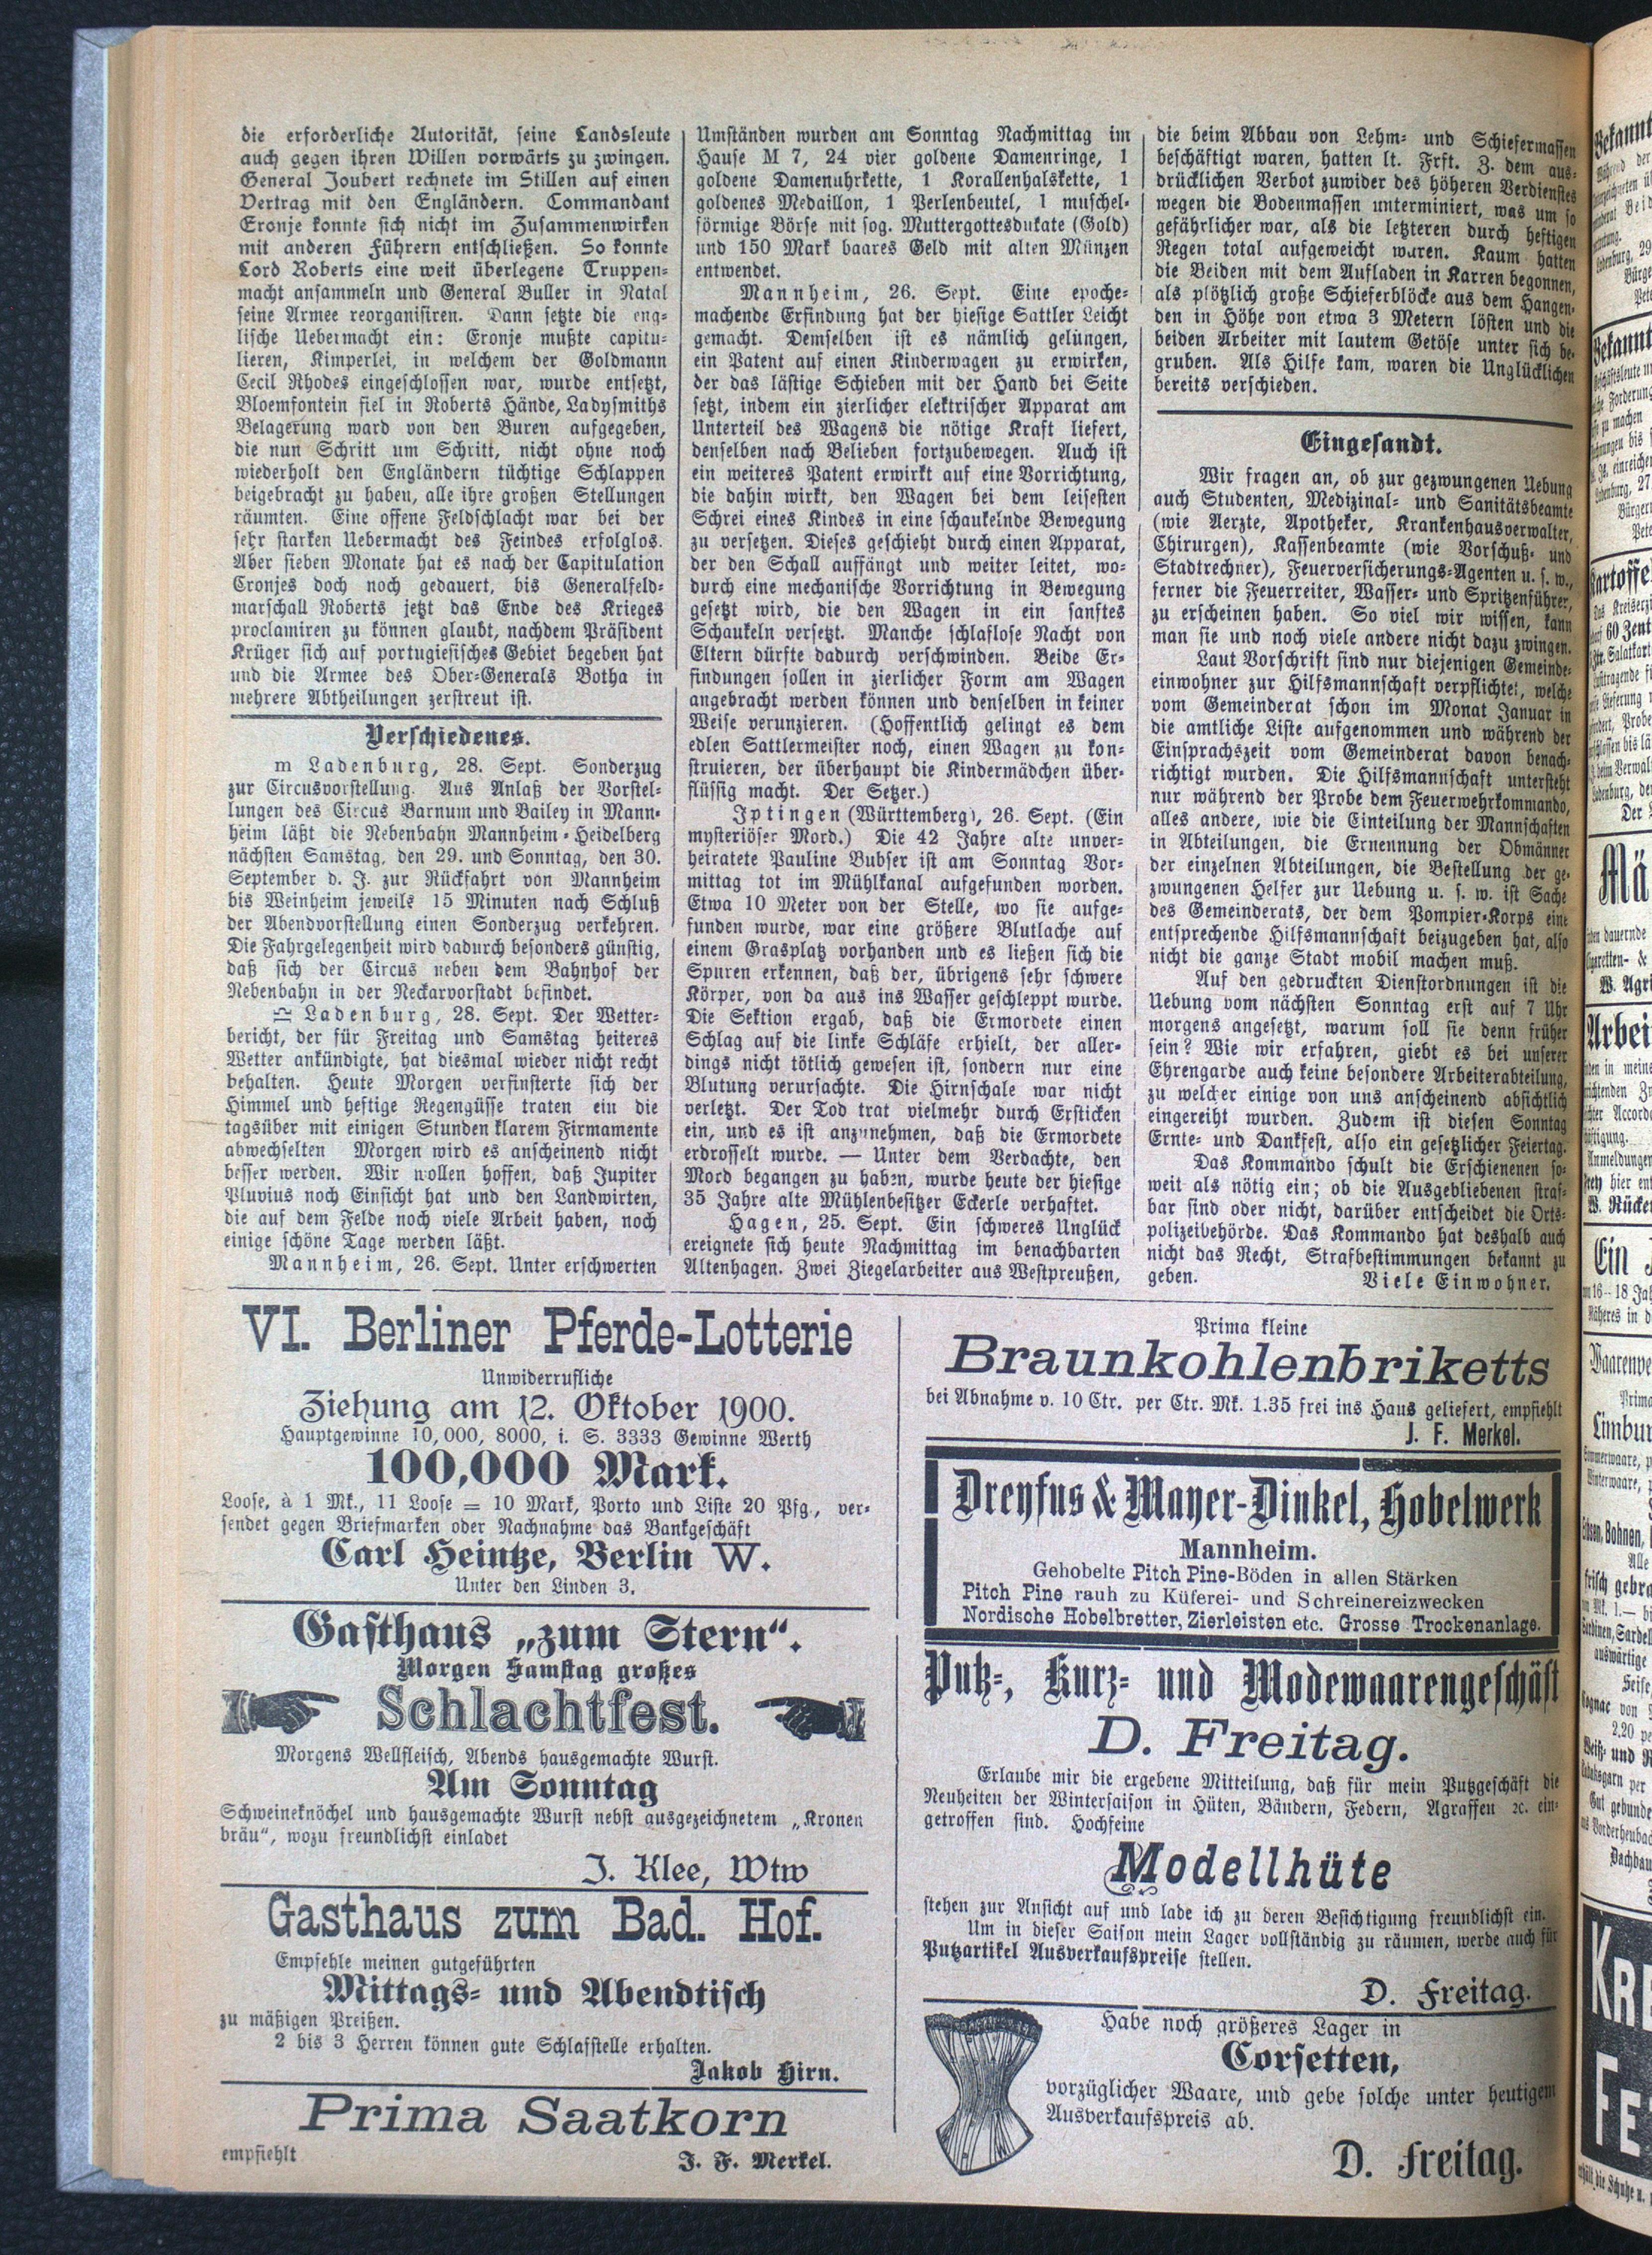 die erforderliche Autorität, seine Landsleute
auch gegen ihren Willen vorwärts zu zwingen.
General Joubert rechnete im Stillen auf einen
Vertrag mit den Engländern. Commandant
Cronje konnte sich nicht im Zusammenwirken
mit anderen Führern entschließen. So konnte
Lord Roberts eine weit überlegene Truppen-
macht ansammeln und General Buller in Natal
seine Armee reorganisiren. Dann setzte die eng-
lische Uebermacht ein: Cronje mußte capitu-
lieren, Kimperlei, in welchem der Goldmann
Cecil Rhodes eingeschlossen war, wurde entsetzt,
Bloemfontein fiel in Roberts Hände, Ladysmiths
Belagerung ward von den Buren aufgegeben,
die nun Schritt um Schritt, nicht ohne noch
wiederholt den Engländern tüchtige Schlappen
beigebracht zu haben, alle ihre großen Stellungen
räumten. Eine offene Feldschlacht war bei der
sehr starken Uebermacht des Feindes erfolglos.
Aber sieben Monate hat es nach der Capitulation
Cronjes doch noch gedauert, bis Generalfeld-
marschall Roberts jetzt das Ende des Krieges
proclamiren zu können glaubt, nachdem Präsident
Krüger sich auf portugiesisches Gebiet begeben hat
und die Armee des Ober-Generals Botha in
mehrere Abtheilungen zerstreut ist.
Verschiedenes.
m Ladenburg, 28. Sept. Sonderzug
zur Circusvorstellung. Aus Anlaß der Vorstel-
lungen des Circus Barnum und Bailey in Mann-
heim läßt die Nebenbahn Mannheim-Heidelberg
nächsten Samstag, den 29. und Sonntag, den 30.
September d. J. zur Rückfahrt von Mannheim
bis Weinheim jeweils 15 Minuten nach Schluß
der Abendvorstellung einen Sonderzug verkehren.
Die Fahrgelegenheit wird dadurch besonders günstig,
daß sich der Circus neben dem Bahnhof der
Nebenbahn in der Neckarvorstadt befindet.
♎ Ladenburg, 28. Sept. Der Wetter-
bericht, der für Freitag und Samstag heiteres
Wetter ankündigte, hat diesmal wieder nicht recht
behalten. Heute Morgen verfinsterte sich der
Himmel und heftige Regengüsse traten ein die
tagsüber mit einigen Stunden klarem Firmamente
abwechselten Morgen wird es anscheinend nicht
besser werden. Wir wollen hoffen, daß Jupiter
Pluvius noch Einsicht hat und den Landwirten,
die auf dem Felde noch viele Arbeit haben, noch
einige schöne Tage werden läßt.
Mannheim, 26. Sept. Unter erschwerten
Umständen wurden am Sonntag Nachmittag im
Hause M 7, 24 vier goldene Damenringe, 1
goldene Damenuhrkette, 1 Korallenhalskette, 1
goldenes Medaillon, 1 Perlenbeutel, 1 muschel-
förmige Börse mit sog. Muttergottesdukate (Gold)
und 150 Mark baares Geld mit alten Münzen
entwendet.
Mannheim, 26. Sept. Eine epoche-
machende Erfindung hat der hiesige Sattler Leicht
gemacht. Demselben ist es nämlich gelungen,
ein Patent auf einen Kinderwagen zu erwirken,
der das lästige Schieben mit der Hand bei Seite
setzt, indem ein zierlicher elektrischer Apparat am
Unterteil des Wagens die nötige Kraft liefert,
denselben nach Belieben fortzubewegen. Auch ist
ein weiteres Patent erwirkt auf eine Vorrichtung,
die dahin wirkt, den Wagen bei dem leisesten
Schrei eines Kindes in eine schaukelnde Bewegung
zu versetzen. Dieses geschieht durch einen Apparat,
der den Schall auffängt und weiter leitet, wo-
durch eine mechanische Vorrichtung in Bewegung
gesetzt wird, die den Wagen in ein sanftes
Schaukeln versetzt. Manche schlaflose Nacht von
Eltern dürfte dadurch verschwinden. Beide Er-
findungen sollen in zierlicher Form am Wagen
angebracht werden können und denselben in keiner
Weise verunzieren. (Hoffentlich gelingt es dem
edlen Sattlermeister noch, einen Wagen zu kon-
struieren, der überhaupt die Kindermädchen über-
flüssig macht. Der Setzer.)
Iptingen (Württemberg), 26. Sept. (Ein
mysteriöser Mord.) Die 42 Jahre alte unver-
heiratete Pauline Bubser ist am Sonntag Vor-
mittag tot im Mühlkanal aufgefunden worden.
Etwa 10 Meter von der Stelle, wo sie aufge-
funden wurde, war eine größere Blutlache auf
einem Grasplatz vorhanden und es ließen sich die
Spuren erkennen, daß der, übrigens sehr schwere
Körper, von da aus ins Wasser geschleppt wurde.
Die Sektion ergab, daß die Ermordete einen
Schlag auf die linke Schläfe erhielt, der aller-
dings nicht tötlich gewesen ist, sondern nur eine
Blutung verursachte. Die Hirnschale war nicht
verletzt. Der Tod trat vielmehr durch Ersticken
ein, und es ist anzunehmen, daß die Ermordete
erdrosselt wurde. — Unter dem Verdachte, den
Mord begangen zu haben, wurde heute der hiesige
35 Jahre alte Mühlenbesitzer Eckerle verhaftet.
Hagen, 25. Sept. Ein schweres Unglück
ereignete sich heute Nachmittag im benachbarten
Altenhagen. Zwei Ziegelarbeiter aus Westpreußen,
die beim Abbau von Lehm- und Schiefermassen
beschäftigt waren, hatten lt. Frkf. Z. dem aus-
drücklichen Verbot zuwider des höheren Verdienstes
wegen die Bodenmassen unterminiert, was um so
gefährlicher war, als die letzteren durch heftigen
Regen total aufgeweicht waren. Kaum hatten
die Beiden mit dem Aufladen in Karren begonnen,
als plötzlich große Schieferblöcke aus dem Hangen-
den in Höhe von etwa 3 Metern lösten und die
beiden Arbeiter mit lautem Getöse unter sich be-
gruben. Als Hilfe kam, waren die Unglücklichen
bereits verschieden.
Eingesandt.
Wir fragen an, ob zur gezwungenen Uebung
auch Studenten, Medizinal- und Sanitätsbeamte
(wie Aerzte, Apotheker, Krankenhausverwalter,
Chirurgen), Kassenbeamte (wie Vorschuß- und
Stadtrechner), Feuerversicherungs-Agenten u. s. w.,
ferner die Feuerreiter, Wasser- und Spritzenführer,
zu erscheinen haben. So viel wir wissen, kann
man sie und noch viele andere nicht dazu zwingen.
Laut Vorschrift sind nur diejenigen Gemeinde-
einwohner zur Hilfsmannschaft verpflichtet, welche
vom Gemeinderat schon im Monat Januar in
die amtliche Liste aufgenommen und während der
Einsprachszeit vom Gemeinderat davon benach-
richtigt wurden. Die Hilfsmannschaft untersteht
nur während der Probe dem Feuerwehrkommando,
alles andere, wie die Einteilung der Mannschaften
in Abteilungen, die Ernennung der Obmänner
der einzelnen Abteilungen, die Bestellung der ge-
zwungenen Helfer zur Uebung u. s. w. ist Sache
des Gemeinderats, der dem Pompier-Korps eine
entsprechende Hilfsmannschaft beizugeben hat, also
nicht die ganze Stadt mobil machen muß.
Auf den gedruckten Dienstordnungen ist die
Uebung vom nächsten Sonntag erst auf 7 Uhr
morgens angesetzt, warum soll sie denn früher
sein? Wie wir erfahren, giebt es bei unserer
Ehrengarde auch keine besondere Arbeiterabteilung,
zu welcher einige von uns anscheinend absichtlich
eingereiht wurden. Zudem ist diesen Sonntag
Ernte- und Dankfest, also ein gesetzlicher Feiertag.
Das Kommando schult die Erschienenen so-
weit als nötig ein; ob die Ausgebliebenen straf-
bar sind oder nicht, darüber entscheidet die Orts-
polizeibehörde. Das Kommando hat deshalb auch
nicht das Recht, Strafbestimmungen bekannt zu
geben. Viele Einwohner.
VI. Berliner Pferde-Lotterie
Unwiderrufliche
Ziehung am 12. Oktober 1900.
Hauptgewinne 10,000, 8000, i. S. 3333 Gewinne Werth
100,000 Mark.
Loose, à 1 Mk., 11 Loose = 10 Mark, Porto und Liste 20 Pfg., ver-
sendet gegen Briefmarken oder Nachnahme das Bankgeschäft
Carl Heintze, Berlin W.
Unter den Linden 3.
Gasthaus „zum Stern“.
Morgen Samstag großes
Schlachtfest.
Morgens Wellfleisch, Abends hausgemachte Wurst.
Am Sonntag
Schweineknöchel und hausgemachte Wurst nebst ausgezeichnetem „Kronen
bräu“, wozu freundlichst einladet
J. Klee, Wtw
Gasthaus zum Bad. Hof.
Empfehle meinen gutgeführten
Mittags- und Abendtisch
zu mäßigen Preißen.
2 bis 3 Herren können gute Schlafstelle erhalten.
Jakob Hirn.
Prima Saatkorn
empfiehlt J. F. Merkel.
Prima kleine
Braunkohlenbriketts
bei Abnahme v. 10 Ctr. per Ctr. Mk. 1.35 frei ins Haus geliefert, empfiehlt
J. F. Merkel.
Dreyfus & Mayer-Dinkel, Hobelwerk
Mannheim.
Gehobelte Pitch Pine-Böden in allen Stärken
Pitch Pine rauh zu Küferei- und Schreinereizwecken
Nordische Hobelbretter, Zierleisten etc. Grosse Trockenanlage.
Putz-, Kurz- und Modewaarengeschäft
D. Freitag.
Erlaube mir die ergebene Mitteilung, daß für mein Putzgeschäft die
Neuheiten der Wintersaison in Hüten, Bändern, Federn, Agraffen ꝛc. ein-
getroffen sind. Hochfeine
Modellhüte
stehen zur Ansicht auf und lade ich zu deren Besichtigung freundlichst ein.
Um in dieser Saison mein Lager vollständig zu räumen, werde auch für
Putzartikel Ausverkaufspreise stellen.
D. Freitag.
Habe noch größeres Lager in
Corsetten,
vorzüglicher Waare, und gebe solche unter heutigem
Ausverkaufspreis ab.
D. Freitag.